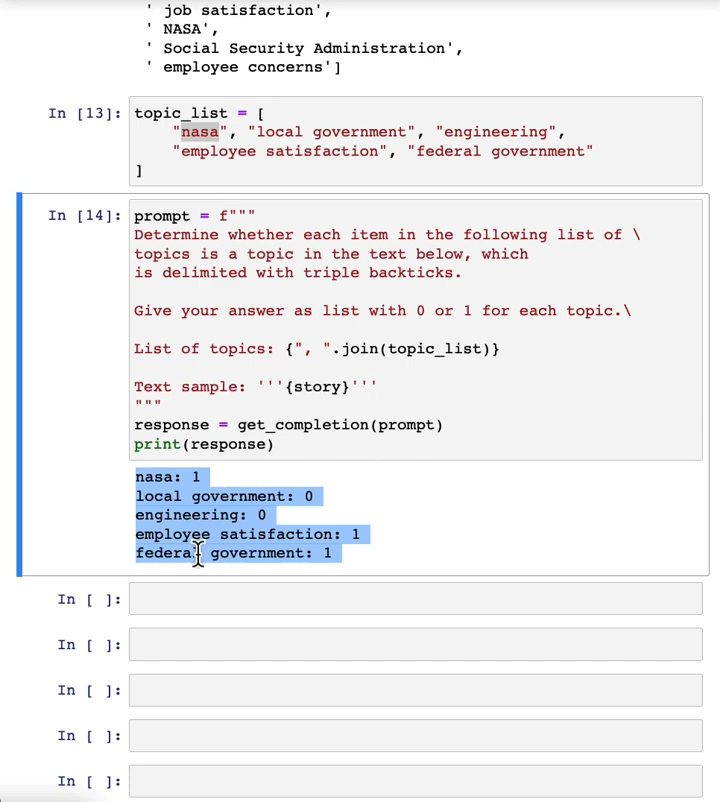 ' job satisfaction',
' NASA',
' Social Security Administration',
' employee concerns']
In [13]: topic_list = [
"nasa", "local government", "engineering",
"employee satisfaction", "federal government"
]
In [14]: prompt = f"""
Determine whether each item in the following list of \
topics is a topic in the text below, which
is delimited with triple backticks.
Give your answer as list with 0 or 1 for each topic.\
List of topics: {", ".join(topic_list)}
Text sample: '''{story}'''
"""
response = get_completion(prompt)
print(response)
nasa: 1
local government: 0
engineering: 0
employee satisfaction: 1
federal government: 1
In [ ]:
In [ ]:
In [ ]:
In [ ]:
In [ ]: